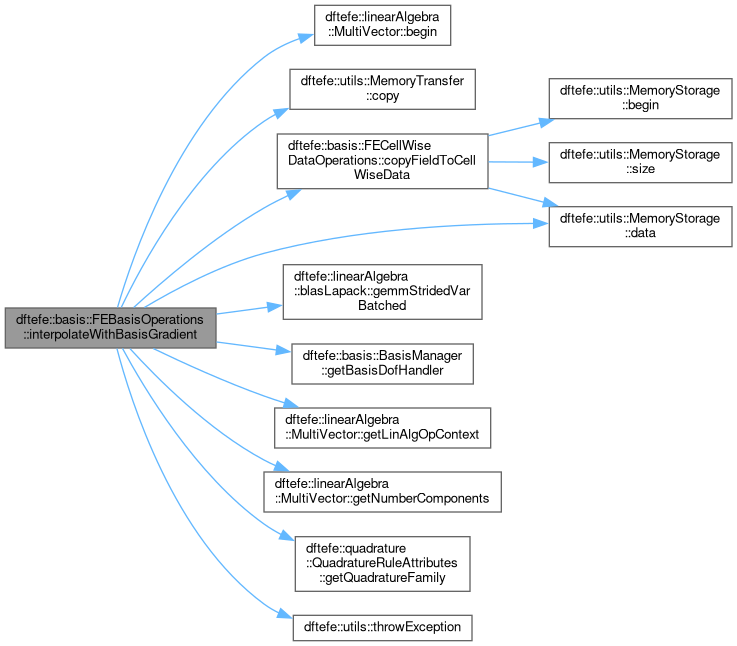 dftefe::linearAlgebra
::MultiVector::begin
dftefe::utils::MemoryTransfer
::copy
dftefe::utils::MemoryStorage
::begin
dftefe::basis::FECellWise
DataOperations::copyFieldToCell
WiseData
dftefe::utils::MemoryStorage
::size
dftefe::utils::MemoryStorage
::data
dftefe::linearAlgebra
::blasLapack::gemmStridedVar
Batched
dftefe::basis::FEBasisOperations
::interpolateWithBasisGradient
dftefe::basis::BasisManager
::getBasisDofHandler
dftefe::linearAlgebra
::MultiVector::getLinAlgOpContext
dftefe::linearAlgebra
::MultiVector::getNumberComponents
dftefe::quadrature
::QuadratureRuleAttributes
::getQuadratureFamily
dftefe::utils::throwException